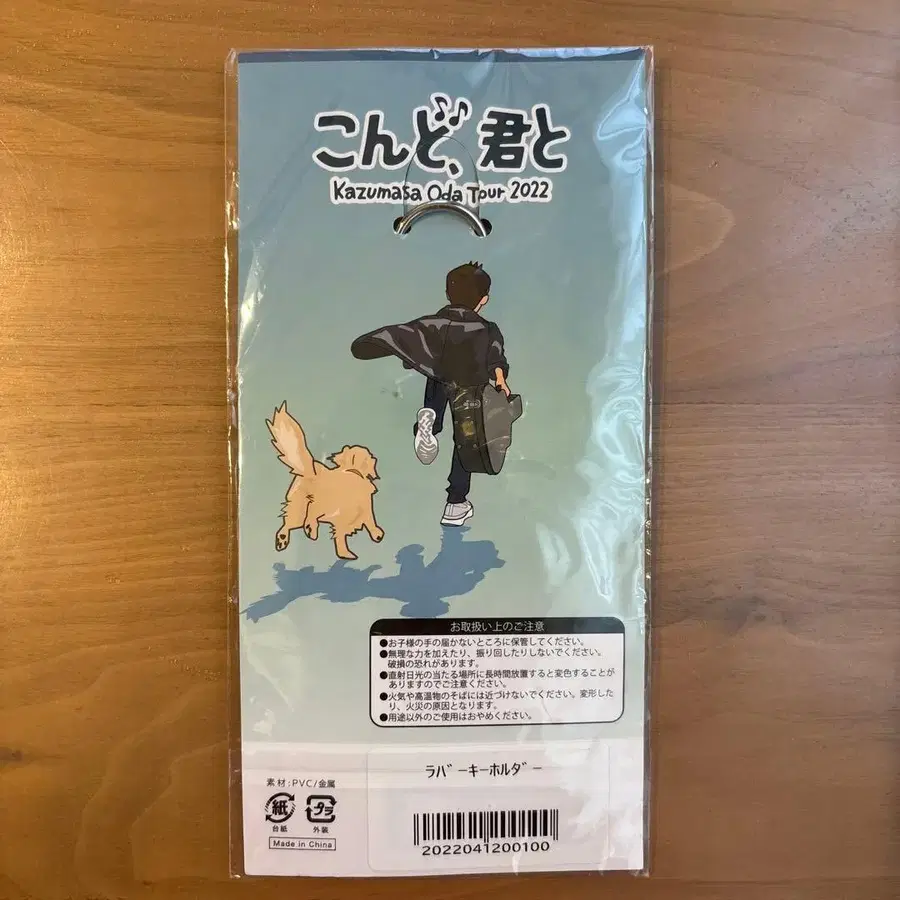 こんど、君と
Kazumasa Oda Tour 2022
お取扱い上のご注意
●お子様の手の届かないところに保管してください。
●無理な力を加えたり、振り回したりしないでください。
破損の恐れがあります。
●直射日光の当たる場所に長時間放置すると変色することが
ありますのでご注意ください。
●火気や高温物のそばには近づけないでください。変形した
り、火災の原因となります。
●用途以外のご使用はおやめください。
ラバーキーホルダー
素材:PVC/金属
紙
プラ
台紙
外装
Made in China
2022041200100